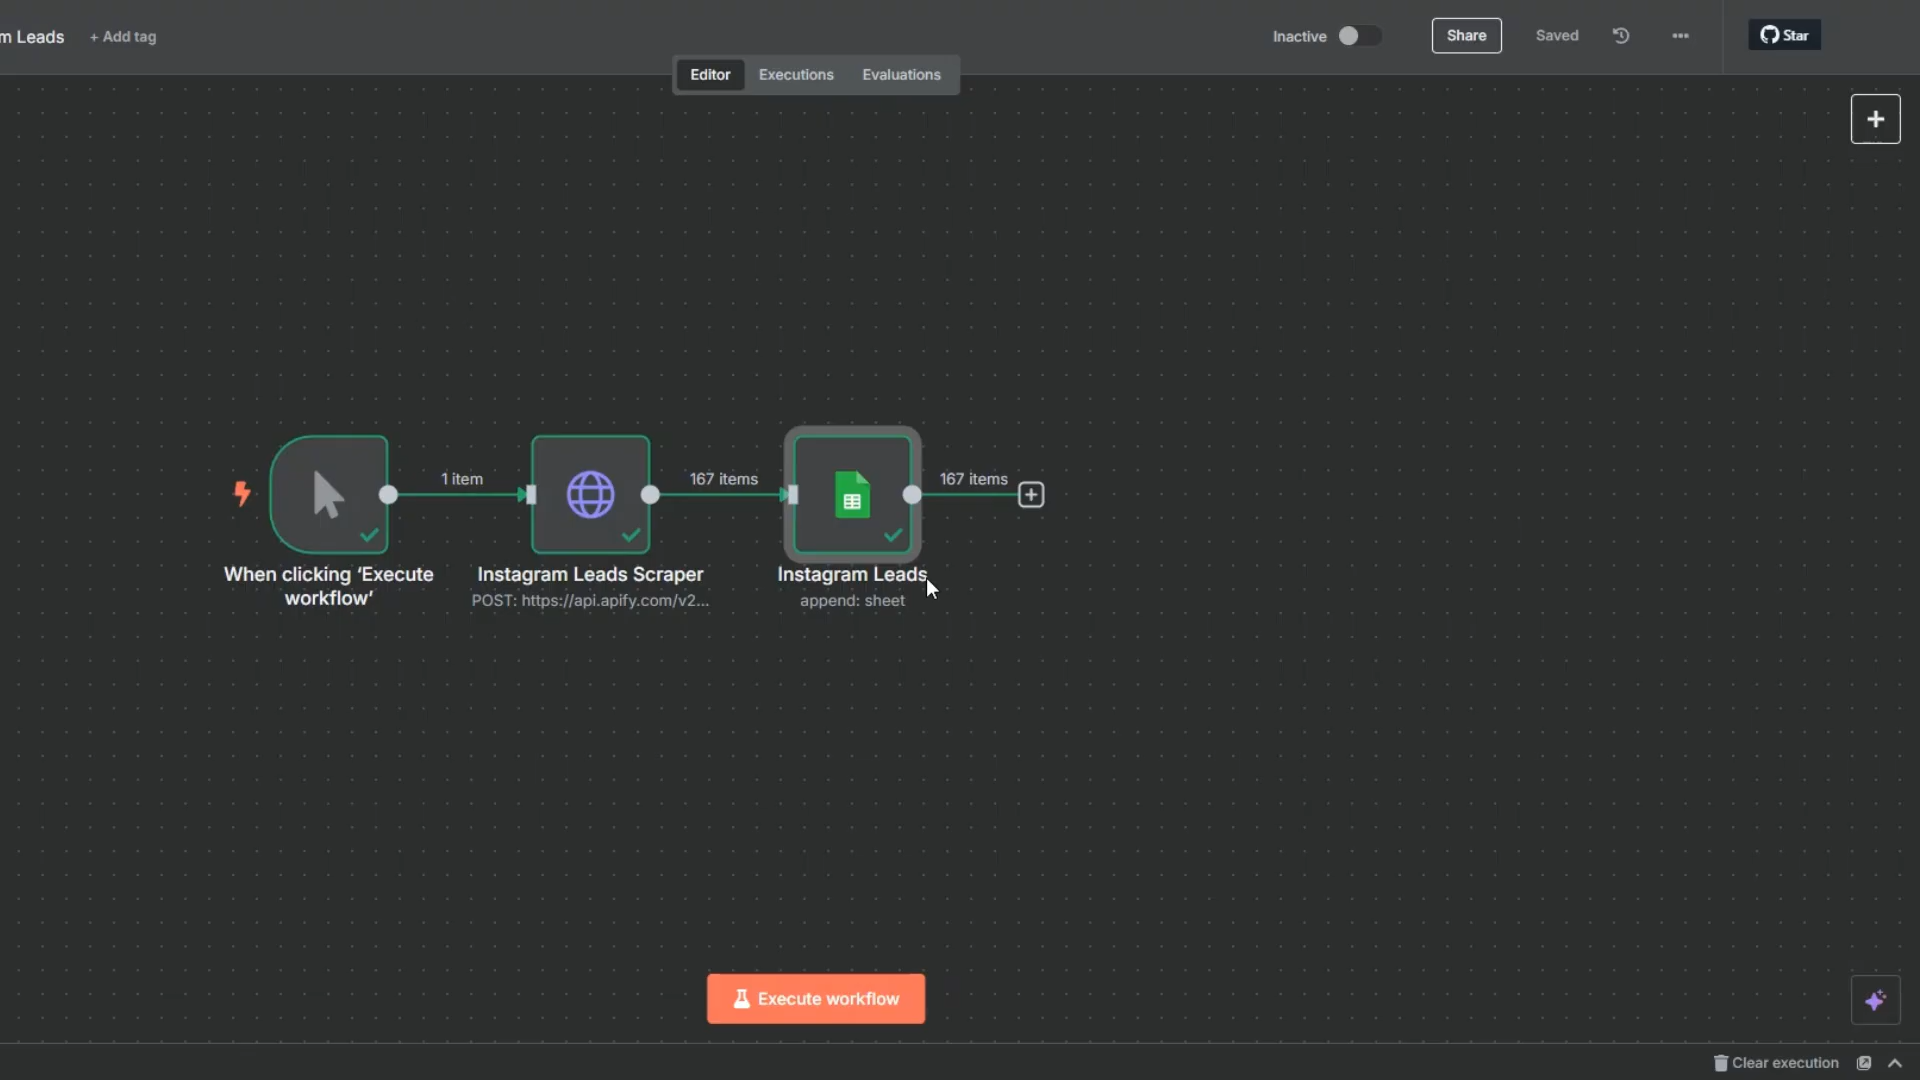 m Leads
+ Add tag
Inactive
Share
Saved
Star
Editor
Executions
Evaluations
1 item
167 items
167 items
When clicking ‘Execute
workflow’
Instagram Leads Scraper
POST: https://api.apify.com/v2...
Instagram Leads
append: sheet
Execute workflow
Clear execution